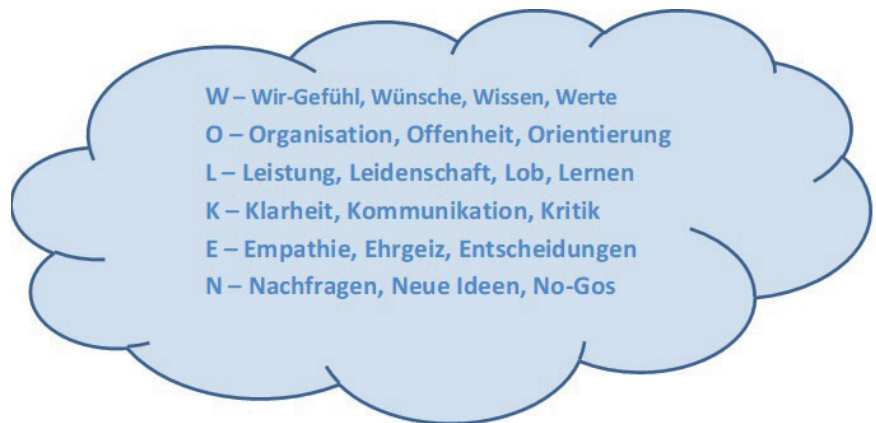 W – Wir-Gefühl, Wünsche, Wissen, Werte
O – Organisation, Offenheit, Orientierung
L – Leistung, Leidenschaft, Lob, Lernen
K – Klarheit, Kommunikation, Kritik
E – Empathie, Ehrgeiz, Entscheidungen
N – Nachfragen, Neue Ideen, No-Gos